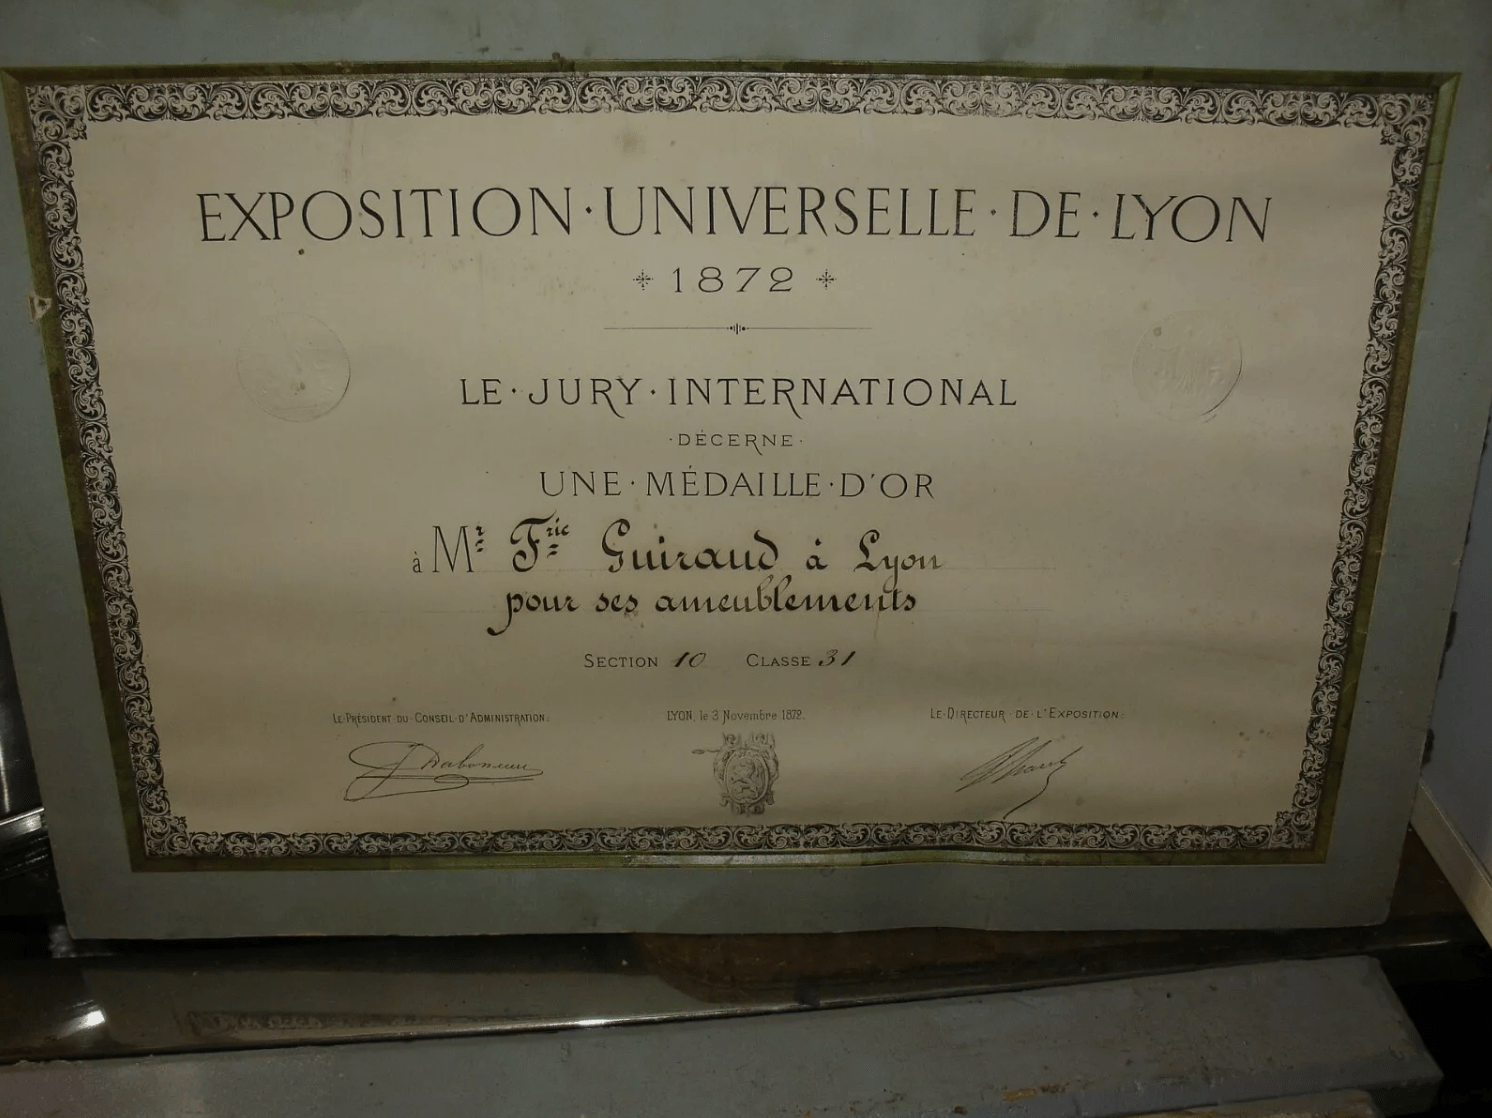 EXPOSITION·UNIVERSELLE·DE·LYON
1872
LE·JURY·INTERNATIONAL
·DÉCERNE·
UNE·MÉDAILLE·D'OR
à Mr Fric Guiraud à Lyon
pour ses ameublements
SECTION 10 CLASSE 31
LE·PRÉSIDENT DU CONSEIL D'ADMINISTRATION:
LYON, le 3 Novembre 1872.
LE·DIRECTEUR·DE·L'EXPOSITION: